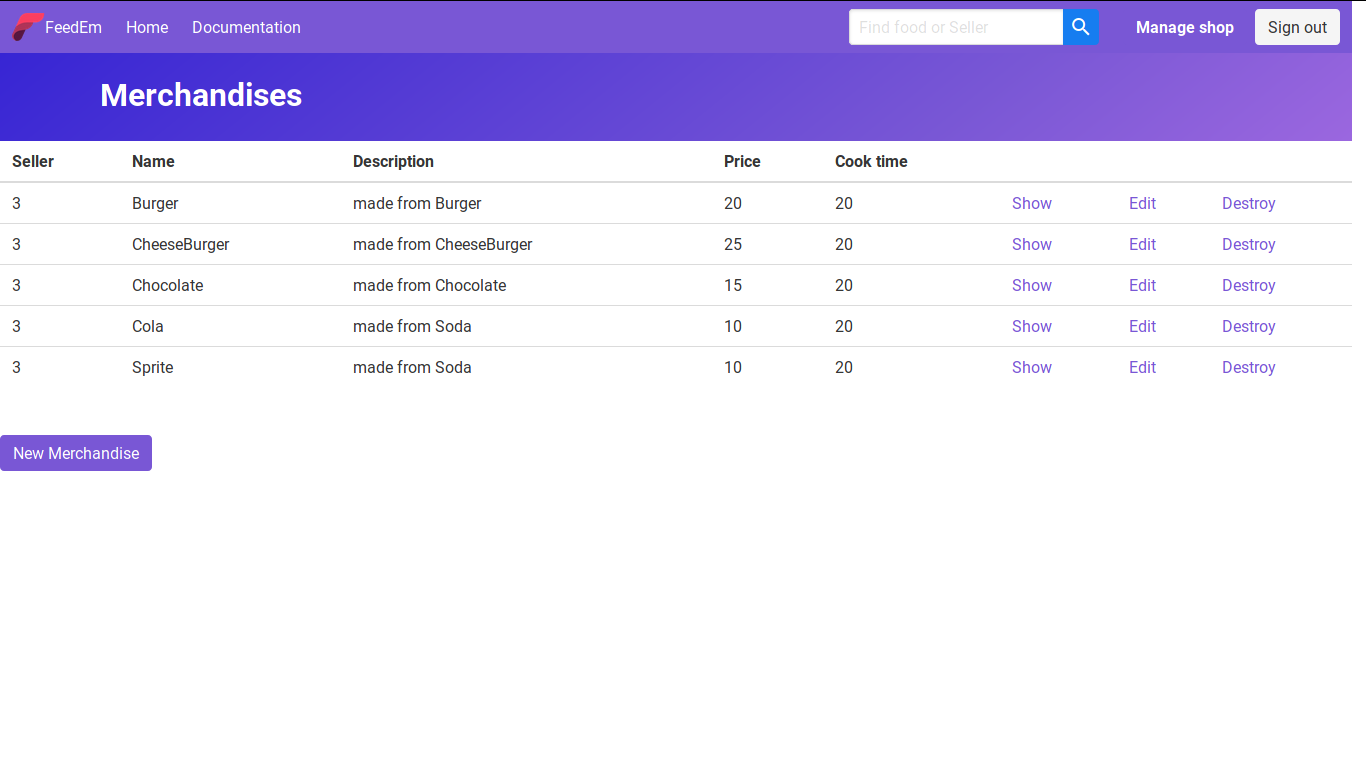 FeedEm Home Documentation Find food or Seller Manage shop Sign out
Merchandises
Seller Name Description Price Cook time
3 Burger made from Burger 20 20 Show Edit Destroy
3 CheeseBurger made from CheeseBurger 25 20 Show Edit Destroy
3 Chocolate made from Chocolate 15 20 Show Edit Destroy
3 Cola made from Soda 10 20 Show Edit Destroy
3 Sprite made from Soda 10 20 Show Edit Destroy
New Merchandise